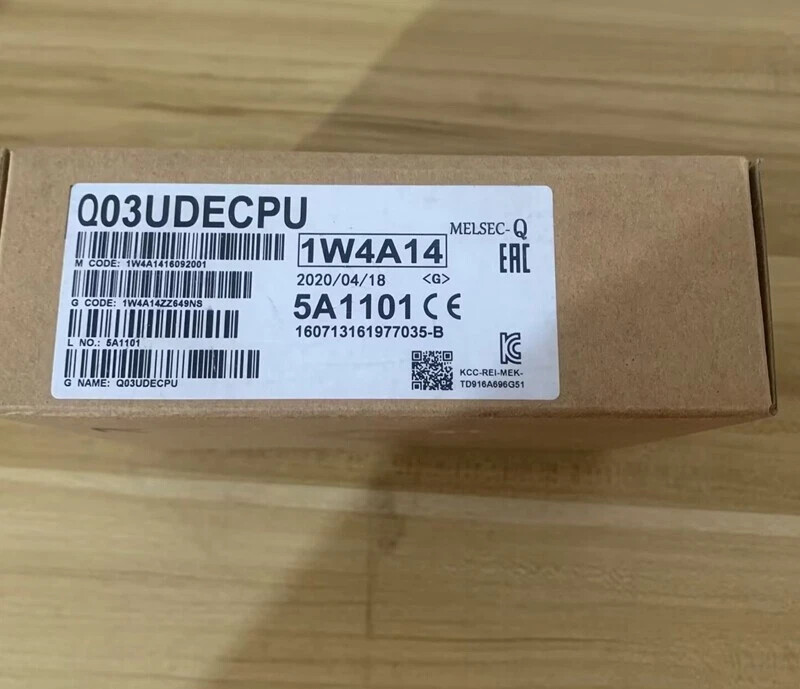 Q03UDECPU
MELSEC-Q
1W4A14
EAC
M CODE: 1W4A1416092001
2020/04/18 <G>
G CODE: 1W4A14ZZ649NS
5A1101 CE
160713161977035-B
L NO.: 5A1101
KCC-REI-MEK-
TD916A696G51
G NAME: Q03UDECPU